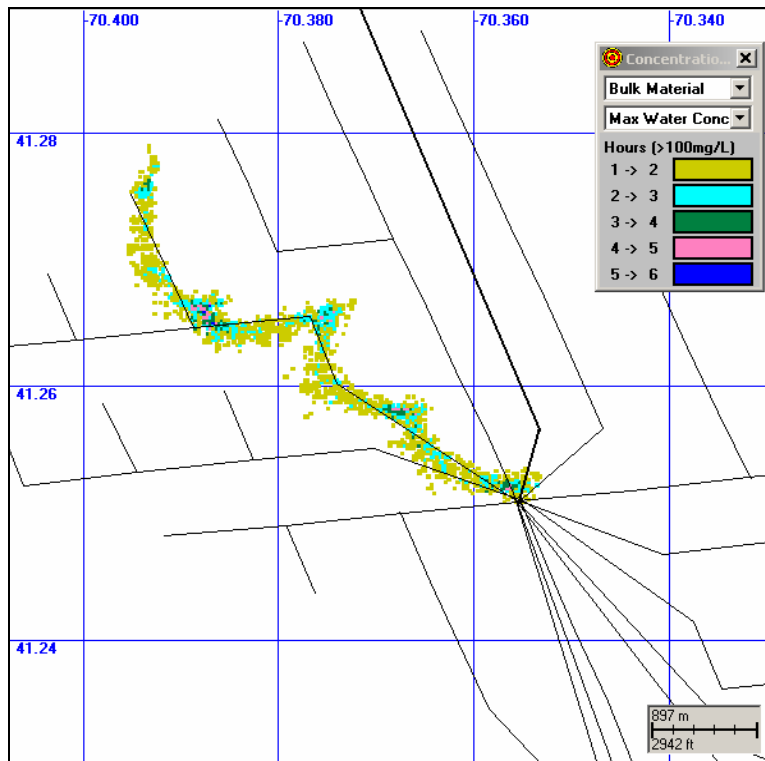 -70.400 -70.380 -70.360 -70.340
Concentratio...
Bulk Material
Max Water Conc
41.28
Hours (>100mg/L)
1 -> 2
2 -> 3
3 -> 4
4 -> 5
5 -> 6
41.26
41.24
897 m
2942 ft